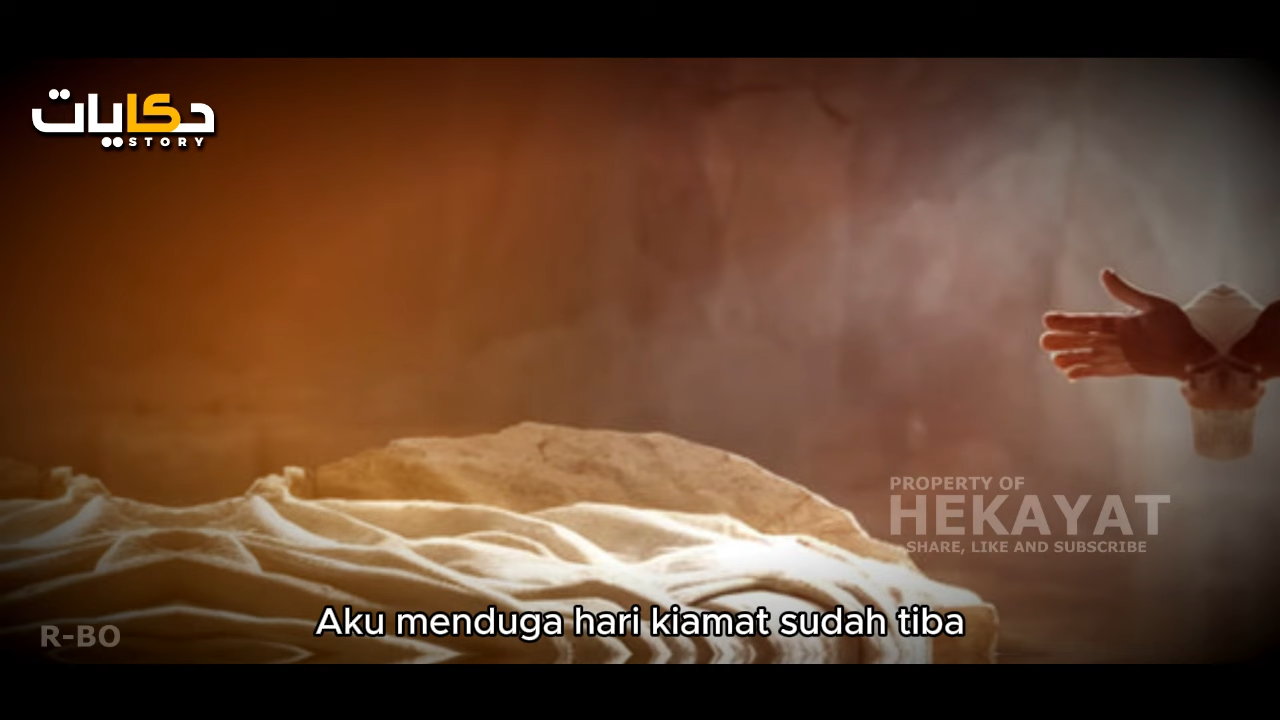 حكايات
STORY
PROPERTY OF
HEKAYAT
SHARE, LIKE AND SUBSCRIBE
Aku menduga hari kiamat sudah tiba
R-BO